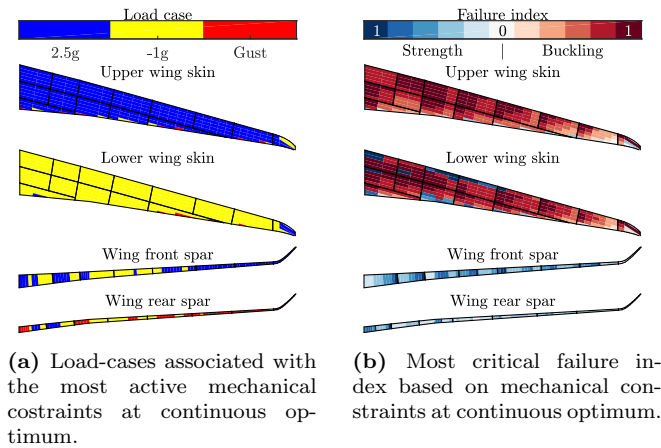 Load case
2.5g -1g Gust
Upper wing skin
Lower wing skin
Wing front spar
Wing rear spar
(a) Load-cases associated with
the most active mechanical
costraints at continuous op-
timum.
Failure index
1 0 1
Strength | Buckling
Upper wing skin
Lower wing skin
Wing front spar
Wing rear spar
(b) Most critical failure in-
dex based on mechanical con-
straints at continuous optimum.